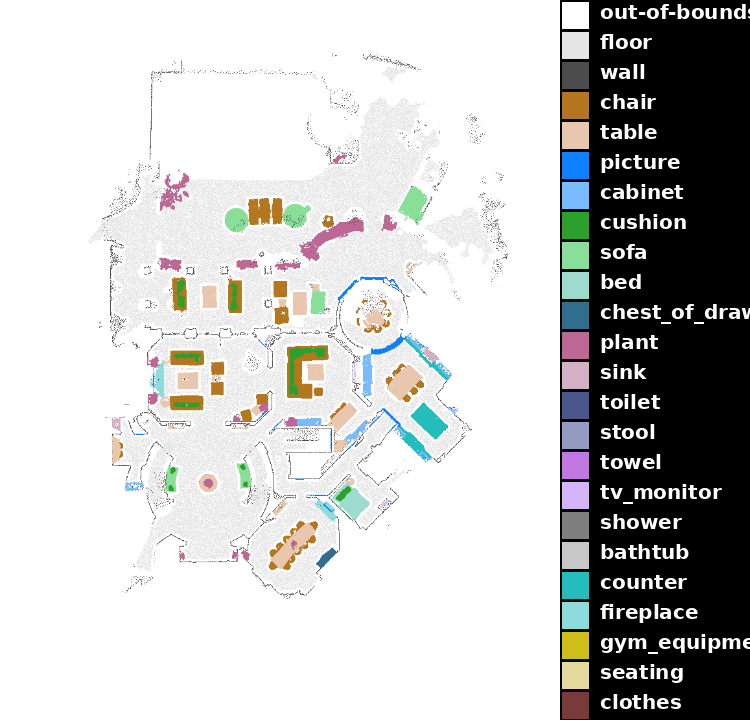 out-of-bounds
floor
wall
chair
table
picture
cabinet
cushion
sofa
bed
chest_of_draw
plant
sink
toilet
stool
towel
tv_monitor
shower
bathtub
counter
fireplace
gym_equipme
seating
clothes